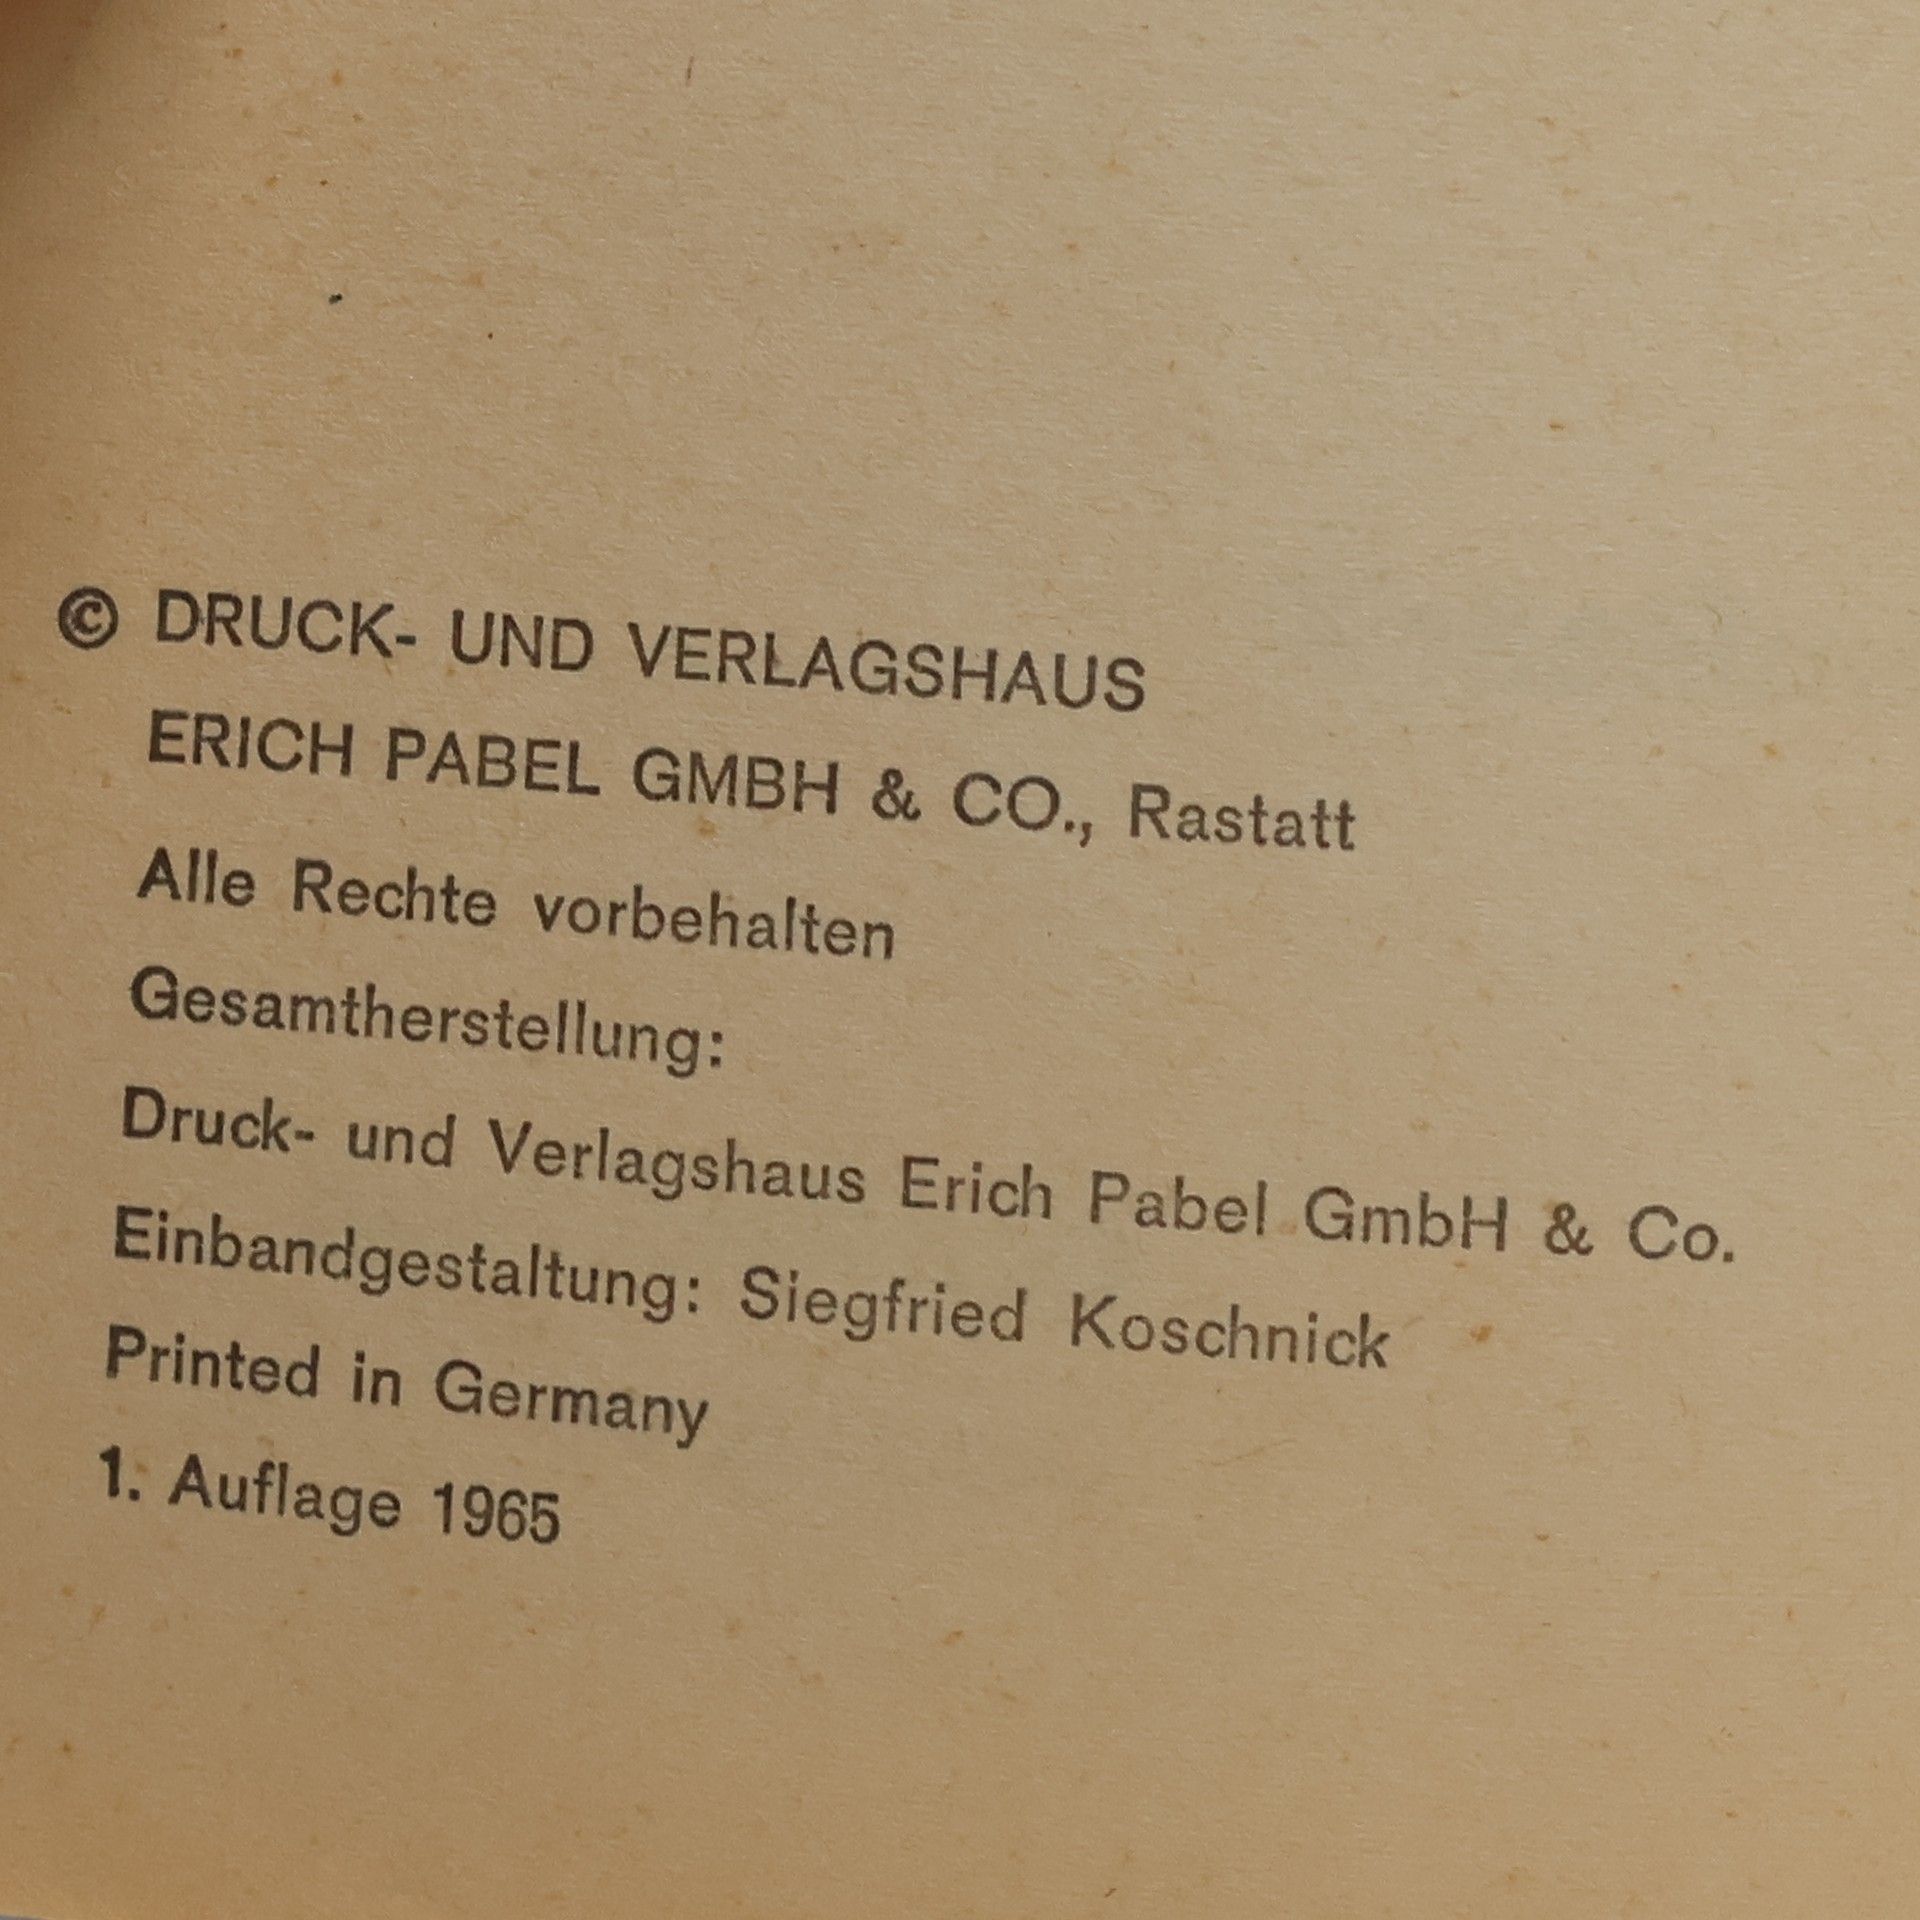 © DRUCK- UND VERLAGSHAUS
ERICH PABEL GMBH & CO., Rastatt
Alle Rechte vorbehalten
Gesamtherstellung:
Druck- und Verlagshaus Erich Pabel GmbH & Co.
Einbandgestaltung: Siegfried Koschnick
Printed in Germany
1. Auflage 1965